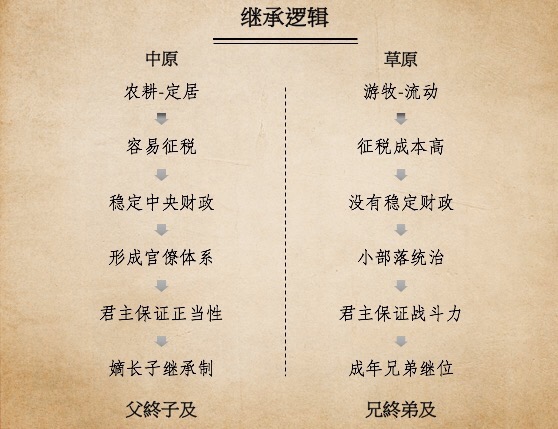 继承逻辑
中原
农耕-定居
容易征税
稳定中央财政
形成官僚体系
君主保证正当性
嫡长子继承制
父終子及
草原
游牧-流动
征税成本高
没有稳定财政
小部落统治
君主保证战斗力
成年兄弟继位
兄終弟及